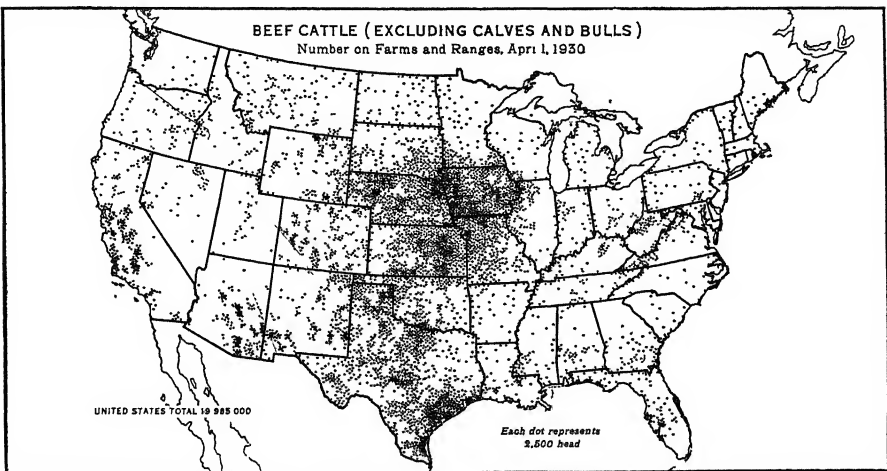 BEEF CATTLE (EXCLUDING CALVES AND BULLS)
Number on Farms and Ranges, Apri 1, 1930
UNITED STATES TOTAL 19 985 000
Each dot represents
2,500 head